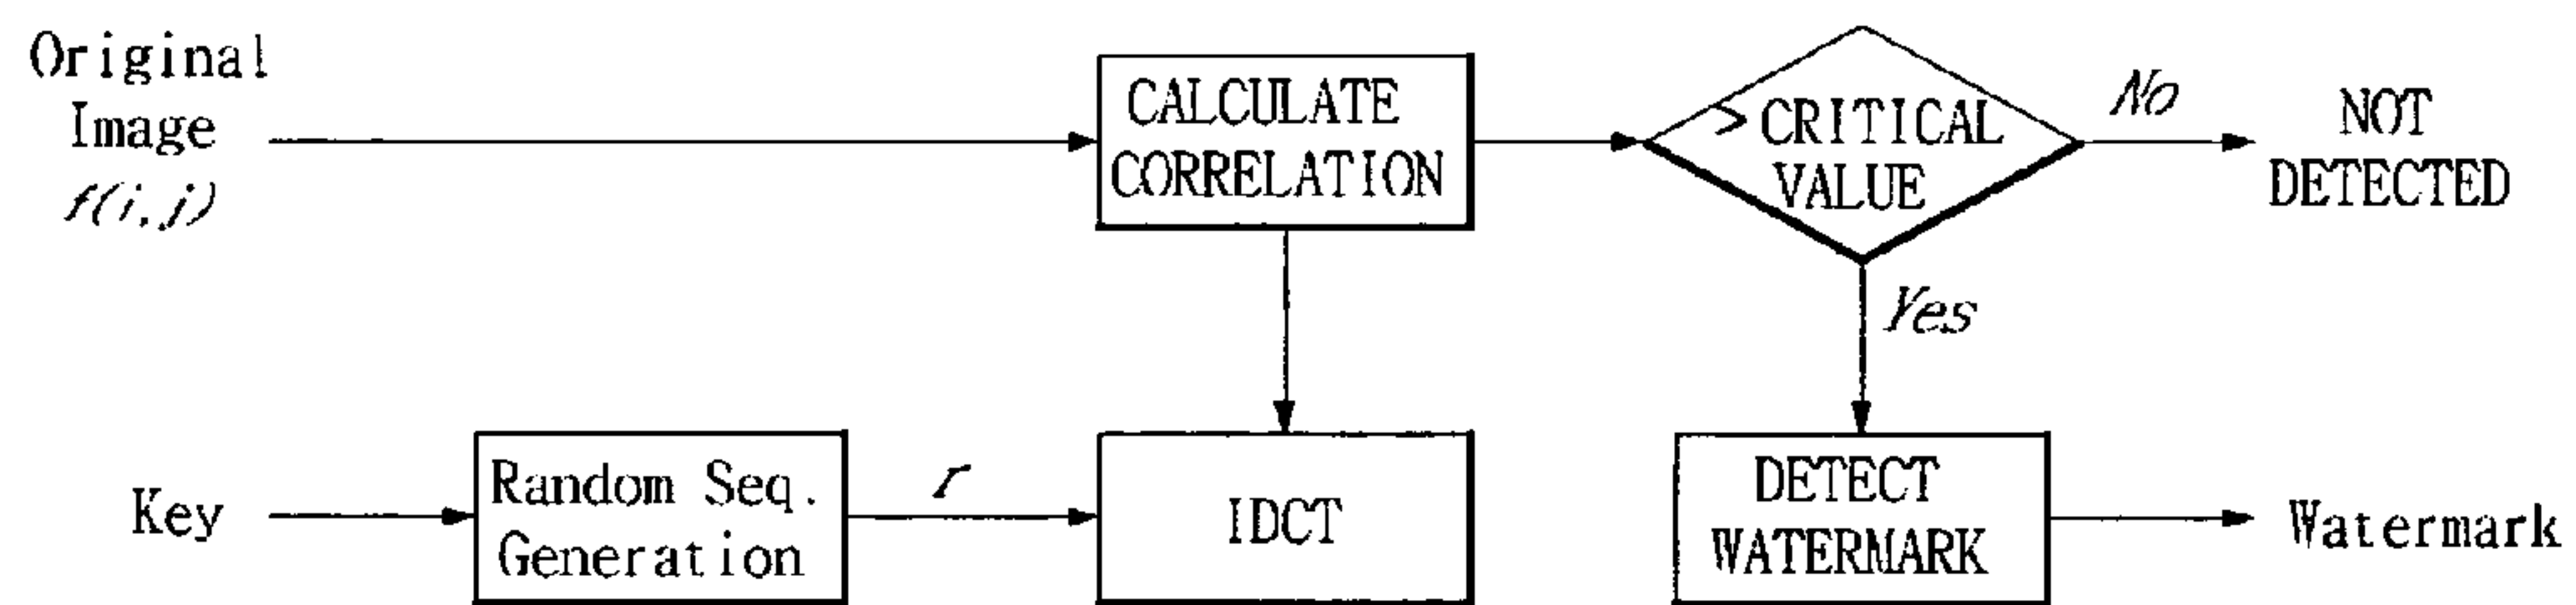 Original
Image
f(i,j)
CALCULATE
CORRELATION
> CRITICAL
VALUE
No
NOT
DETECTED
Yes
Key
Random Seq.
Generation
r
IDCT
DETECT
WATERMARK
Watermark